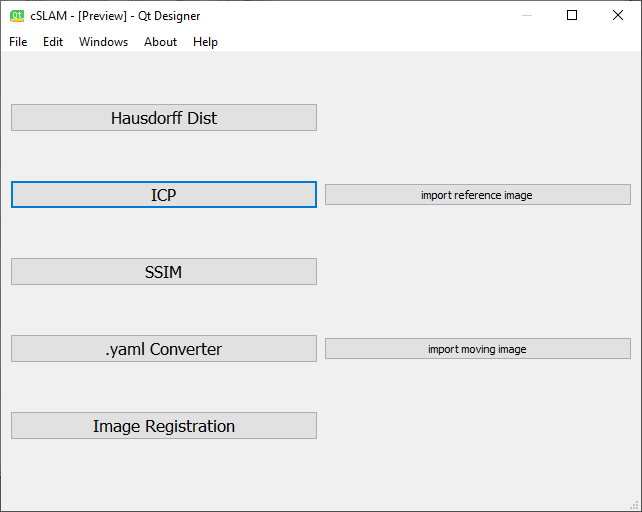 cSLAM - [Preview] - Qt Designer
File Edit Windows About Help
Hausdorff Dist
ICP import reference image
SSIM
.yaml Converter import moving image
Image Registration